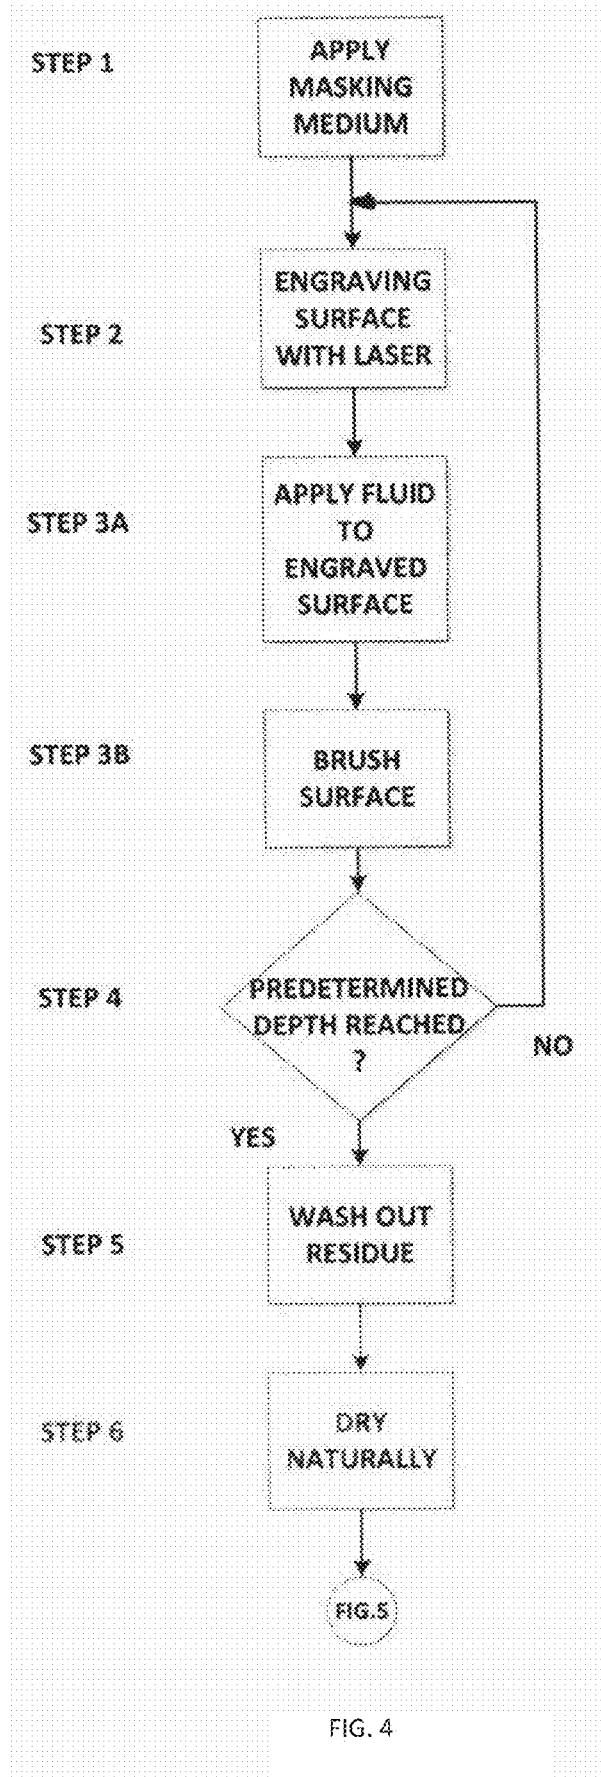 STEP 1
APPLY
MASKING
MEDIUM
STEP 2
ENGRAVING
SURFACE
WITH LASER
STEP 3A
APPLY FLUID
TO
ENGRAVED
SURFACE
STEP 3B
BRUSH
SURFACE
STEP 4
PREDETERMINED
DEPTH REACHED
?
NO
YES
STEP 5
WASH OUT
RESIDUE
STEP 6
DRY
NATURALLY
FIG.5
FIG. 4